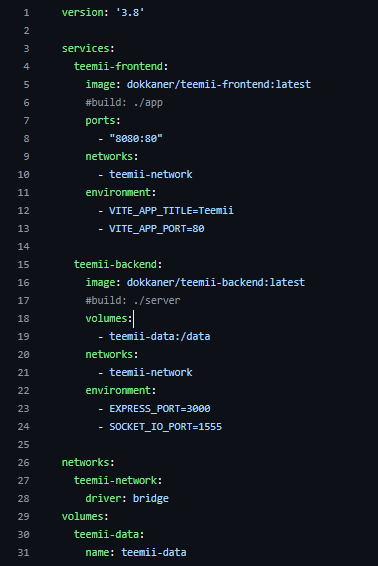 1 version: '3.8'
2
3 services:
4   teemii-frontend:
5     image: dokkaner/teemii-frontend:latest
6     #build: ./app
7     ports:
8       - "8080:80"
9     networks:
10       - teemii-network
11     environment:
12       - VITE_APP_TITLE=Teemii
13       - VITE_APP_PORT=80
14
15   teemii-backend:
16     image: dokkaner/teemii-backend:latest
17     #build: ./server
18     volumes:
19       - teemii-data:/data
20     networks:
21       - teemii-network
22     environment:
23       - EXPRESS_PORT=3000
24       - SOCKET_IO_PORT=1555
25
26 networks:
27   teemii-network:
28     driver: bridge
29 volumes:
30   teemii-data:
31     name: teemii-data